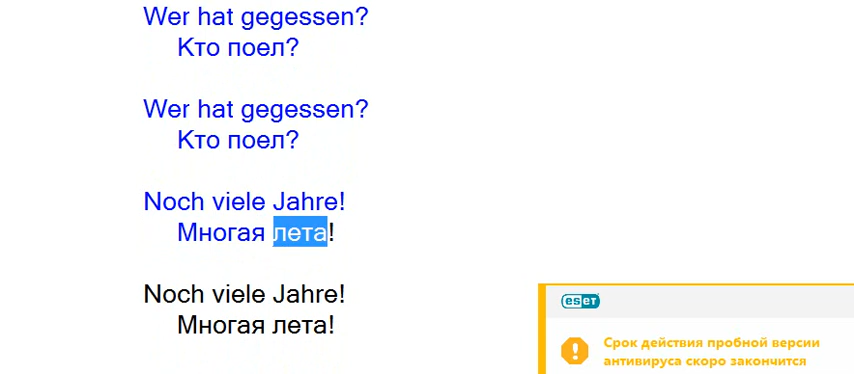 Wer hat gegessen?
Кто поел?
Wer hat gegessen?
Кто поел?
Noch viele Jahre!
Многая лета!
Noch viele Jahre!
Многая лета!
eseт
Срок действия пробной версии
антивируса скоро закончится